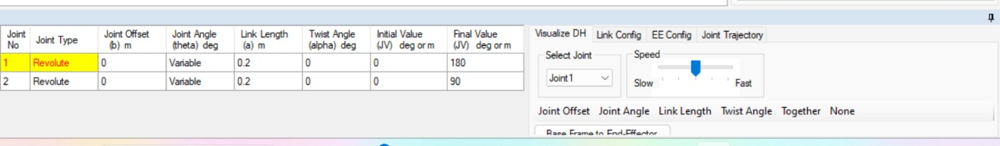 Joint No	Joint Type	Joint Offset (b) m	Joint Angle (theta) deg	Link Length (a) m	Twist Angle (alpha) deg	Initial Value (JV) deg or m	Final Value (JV) deg or m
1	Revolute	0	Variable	0.2	0	0	180
2	Revolute	0	Variable	0.2	0	0	90
Visualize DH	Link Config	EE Config	Joint Trajectory
Select Joint	Speed
Joint1	Slow	Fast
Joint Offset	Joint Angle	Link Length	Twist Angle	Together	None
Base Frame to End-Effector